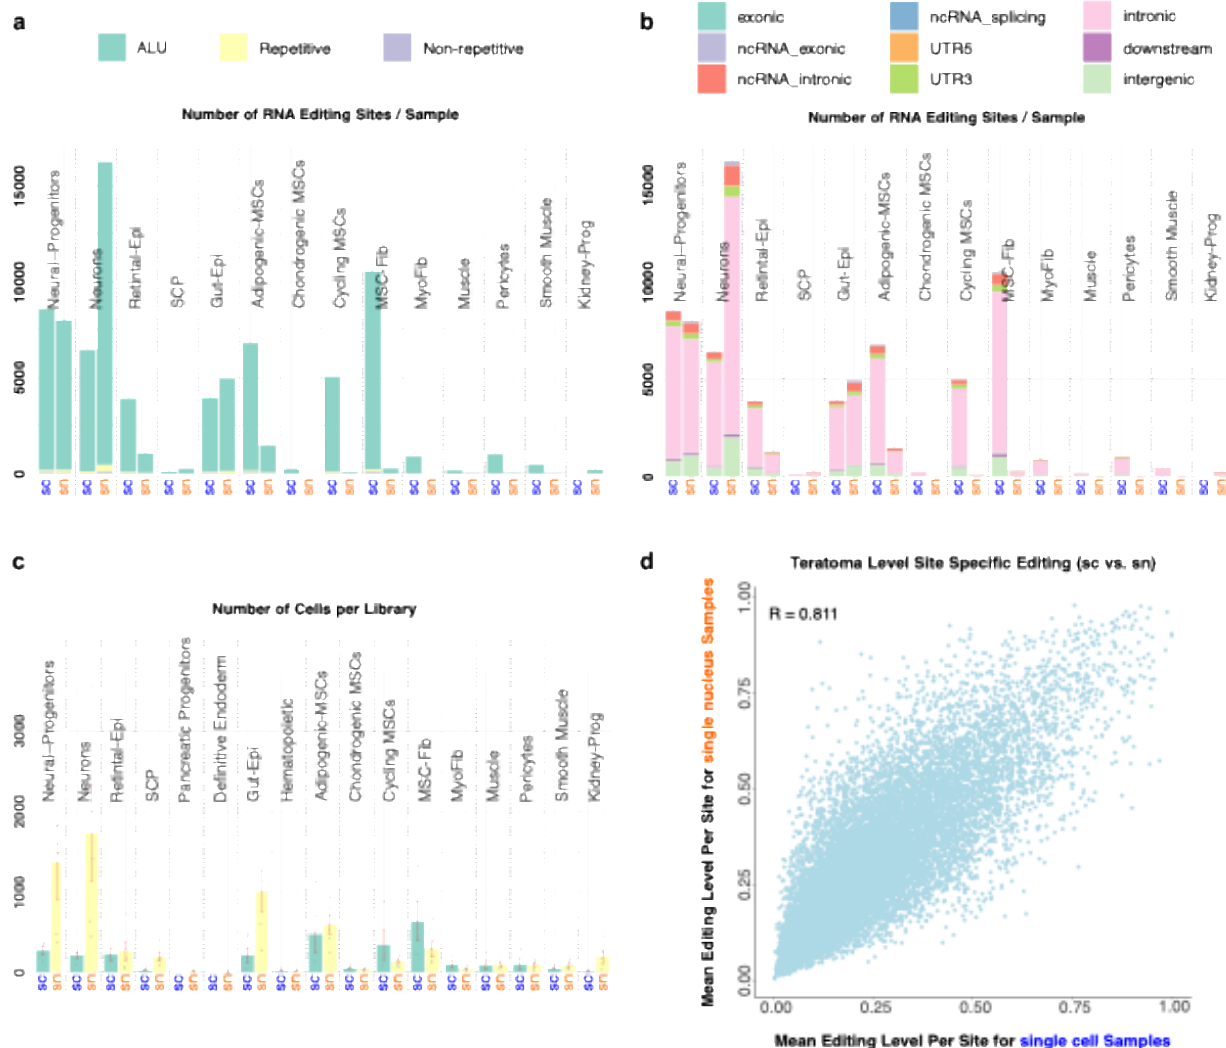 a
ALU
Repetitive
Non-repetitive
Number of RNA Editing Sites / Sample
0
5000
10000
15000
Neural-Progenitors
Neurons
Retintal-Epi
SCP
Gut-Epi
Adipogenic-MSCs
Chondrogenic MSCs
Cycling MSCs
MSC-Fib
MyoFib
Muscle
Pericytes
Smooth Muscle
Kidney-Prog
sc sn sc sn sc sn sc sn sc sn sc sn sc sn sc sn sc sn sc sn sc sn sc sn sc sn sc sn
b
exonic
ncRNA_splicing
intronic
ncRNA_exonic
UTR5
downstream
ncRNA_intronic
UTR3
intergenic
Number of RNA Editing Sites / Sample
0
5000
10000
15000
Neural-Progenitors
Neurons
Retintal-Epi
SCP
Gut-Epi
Adipogenic-MSCs
Chondrogenic MSCs
Cycling MSCs
MSC-Fib
MyoFib
Muscle
Pericytes
Smooth Muscle
Kidney-Prog
sc sn sc sn sc sn sc sn sc sn sc sn sc sn sc sn sc sn sc sn sc sn sc sn sc sn sc sn
c
Number of Cells per Library
0
1000
2000
3000
Neural-Progenitors
Neurons
Retintal-Epi
SCP
Pancreatic Progenitors
Definitive Endoderm
Gut-Epi
Hematopoietic
Adipogenic-MSCs
Chondrogenic MSCs
Cycling MSCs
MSC-Fib
MyoFib
Muscle
Pericytes
Smooth Muscle
Kidney-Prog
sc sn sc sn sc sn sc sn sc sn sc sn sc sn sc sn sc sn sc sn sc sn sc sn sc sn sc sn sc sn sc sn sc sn
d
Teratoma Level Site Specific Editing (sc vs. sn)
R = 0.811
Mean Editing Level Per Site for single nucleus Samples
0.00
0.25
0.50
0.75
1.00
0.00 0.25 0.50 0.75 1.00
Mean Editing Level Per Site for single cell Samples